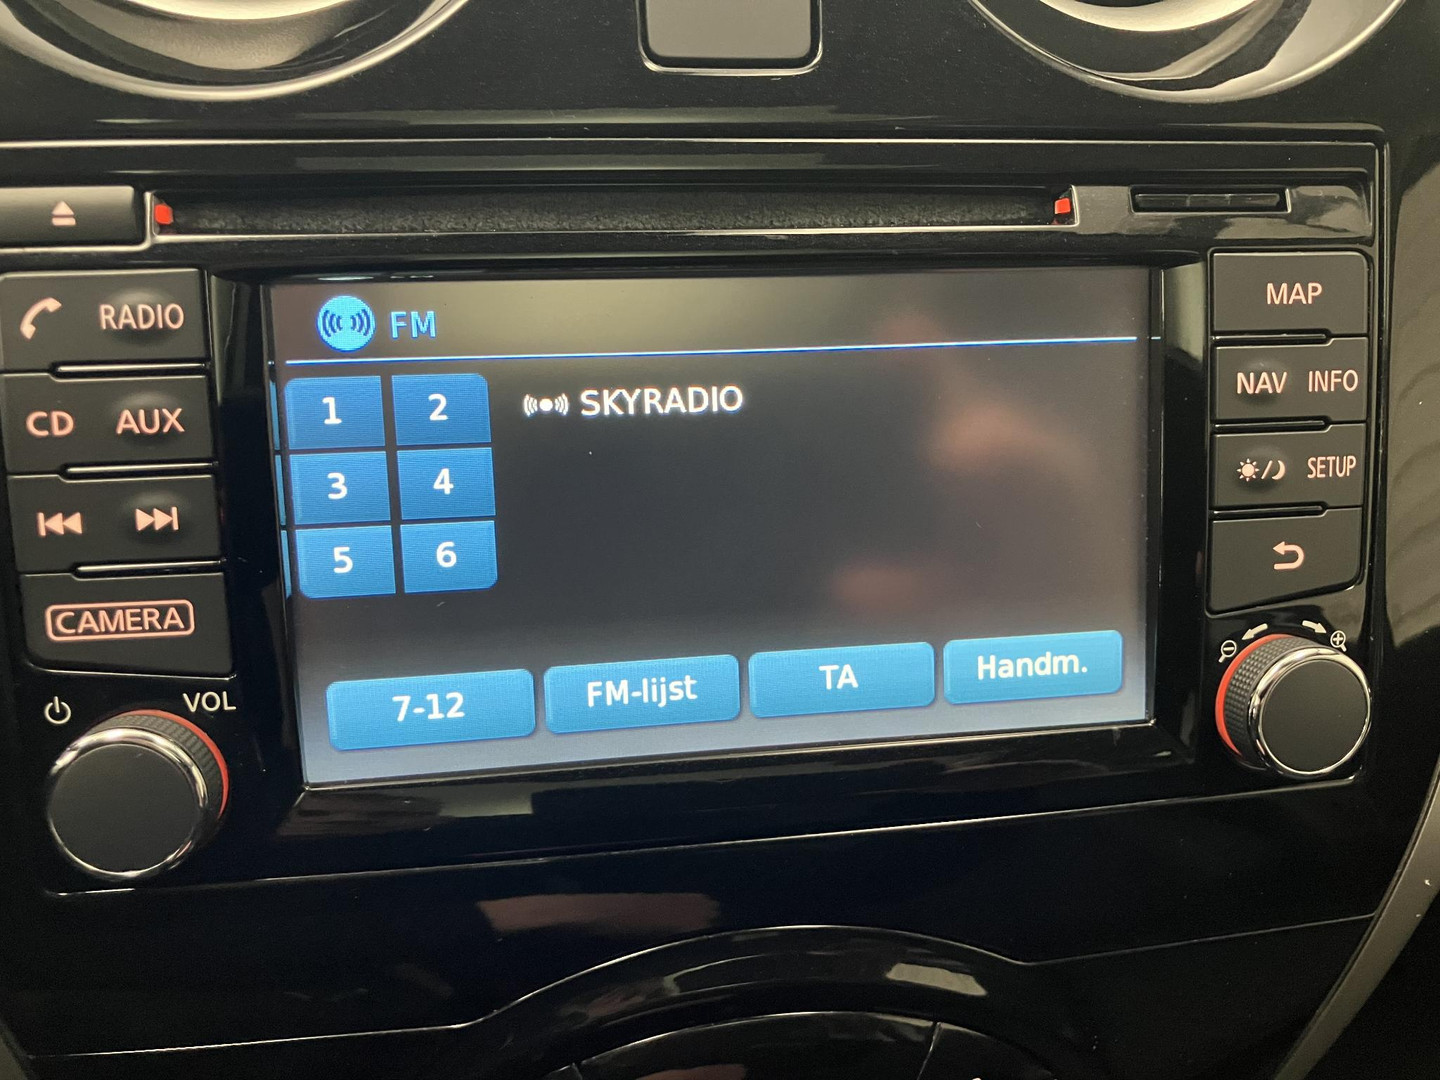 RADIO
CD AUX
CAMERA
VOL
FM
1 2
3 4
5 6
SKYRADIO
7-12 FM-lijst TA Handm.
MAP
NAV INFO
SETUP